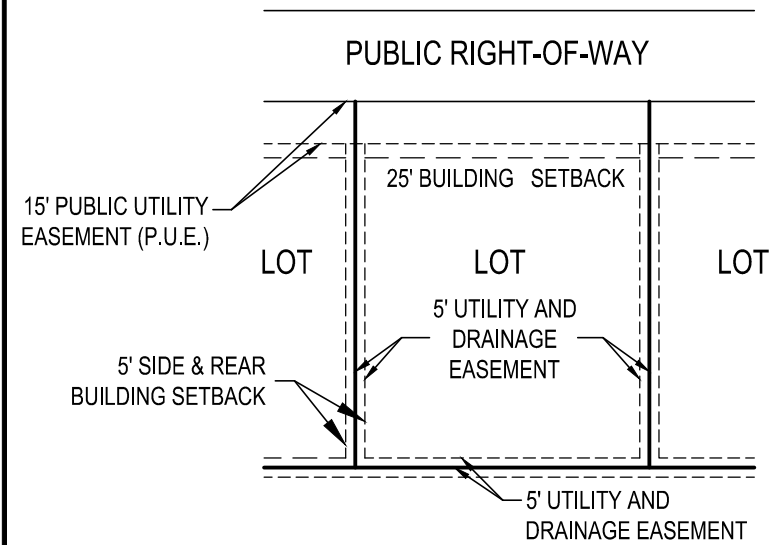 PUBLIC RIGHT-OF-WAY
25' BUILDING SETBACK
15' PUBLIC UTILITY
EASEMENT (P.U.E.)
LOT
LOT
LOT
5' UTILITY AND
DRAINAGE
EASEMENT
5' SIDE & REAR
BUILDING SETBACK
5' UTILITY AND
DRAINAGE EASEMENT